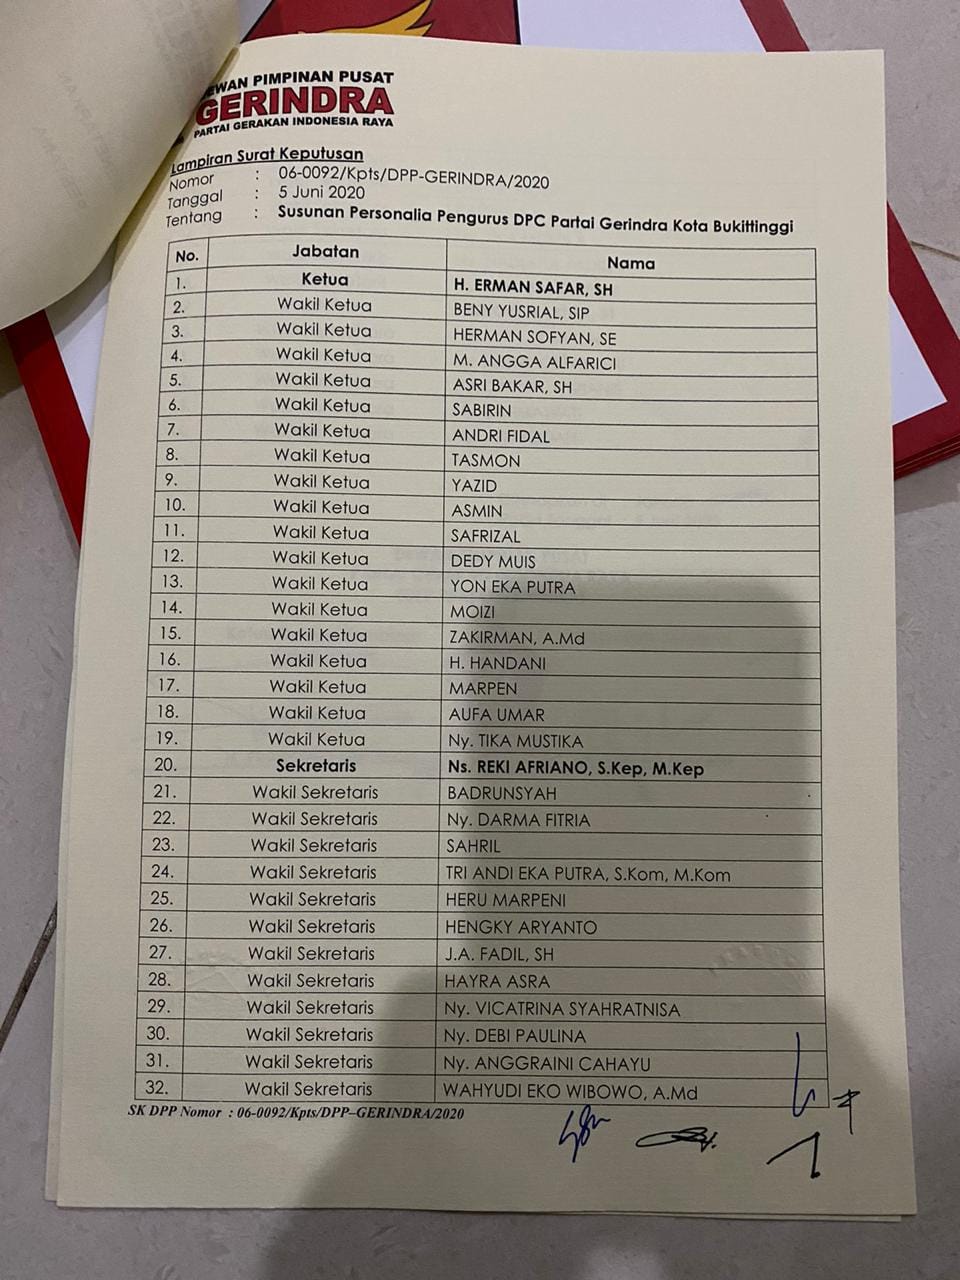 DEWAN PIMPINAN PUSAT
GERINDRA
PARTAI GERAKAN INDONESIA RAYA
Lampiran Surat Keputusan
Nomor : 06-0092/Kpts/DPP-GERINDRA/2020
Tanggal : 5 Juni 2020
Tentang : Susunan Personalia Pengurus DPC Partai Gerindra Kota Bukittinggi
No. Jabatan Nama
1. Ketua H. ERMAN SAFAR, SH
2. Wakil Ketua BENY YUSRIAL, SIP
3. Wakil Ketua HERMAN SOFYAN, SE
4. Wakil Ketua M. ANGGA ALFARICI
5. Wakil Ketua ASRI BAKAR, SH
6. Wakil Ketua SABIRIN
7. Wakil Ketua ANDRI FIDAL
8. Wakil Ketua TASMON
9. Wakil Ketua YAZID
10. Wakil Ketua ASMIN
11. Wakil Ketua SAFRIZAL
12. Wakil Ketua DEDY MUIS
13. Wakil Ketua YON EKA PUTRA
14. Wakil Ketua MOIZI
15. Wakil Ketua ZAKIRMAN, A.Md
16. Wakil Ketua H. HANDANI
17. Wakil Ketua MARPEN
18. Wakil Ketua AUFA UMAR
19. Wakil Ketua Ny. TIKA MUSTIKA
20. Sekretaris Ns. REKI AFRIANO, S.Kep, M.Kep
21. Wakil Sekretaris BADRUNSYAH
22. Wakil Sekretaris Ny. DARMA FITRIA
23. Wakil Sekretaris SAHRIL
24. Wakil Sekretaris TRI ANDI EKA PUTRA, S.Kom, M.Kom
25. Wakil Sekretaris HERU MARPENI
26. Wakil Sekretaris HENGKY ARYANTO
27. Wakil Sekretaris J.A. FADIL, SH
28. Wakil Sekretaris HAYRA ASRA
29. Wakil Sekretaris Ny. VICATRINA SYAHRATNISA
30. Wakil Sekretaris Ny. DEBI PAULINA
31. Wakil Sekretaris Ny. ANGGRAINI CAHAYU
32. Wakil Sekretaris WAHYUDI EKO WIBOWO, A.Md
SK DPP Nomor : 06-0092/Kpts/DPP-GERINDRA/2020